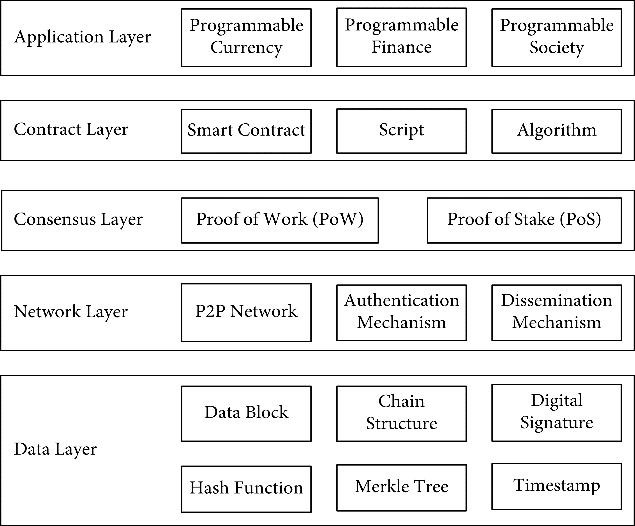 Application Layer
Programmable
Currency
Programmable
Finance
Programmable
Society
Contract Layer
Smart Contract
Script
Algorithm
Consensus Layer
Proof of Work (PoW)
Proof of Stake (PoS)
Network Layer
P2P Network
Authentication
Mechanism
Dissemination
Mechanism
Data Layer
Data Block
Chain
Structure
Digital
Signature
Hash Function
Merkle Tree
Timestamp